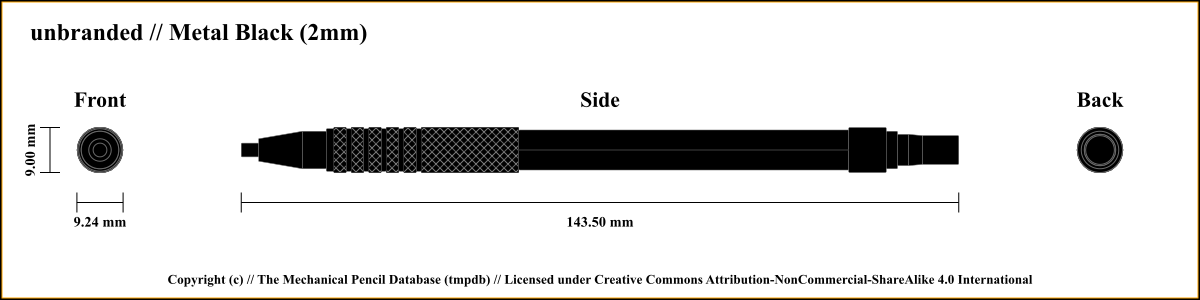 unbranded // Metal Black (2mm)
Front
Side
Back
9.00 mm
9.24 mm
143.50 mm
Copyright (c) // The Mechanical Pencil Database (tmpdb) // Licensed under Creative Commons Attribution-NonCommercial-ShareAlike 4.0 International